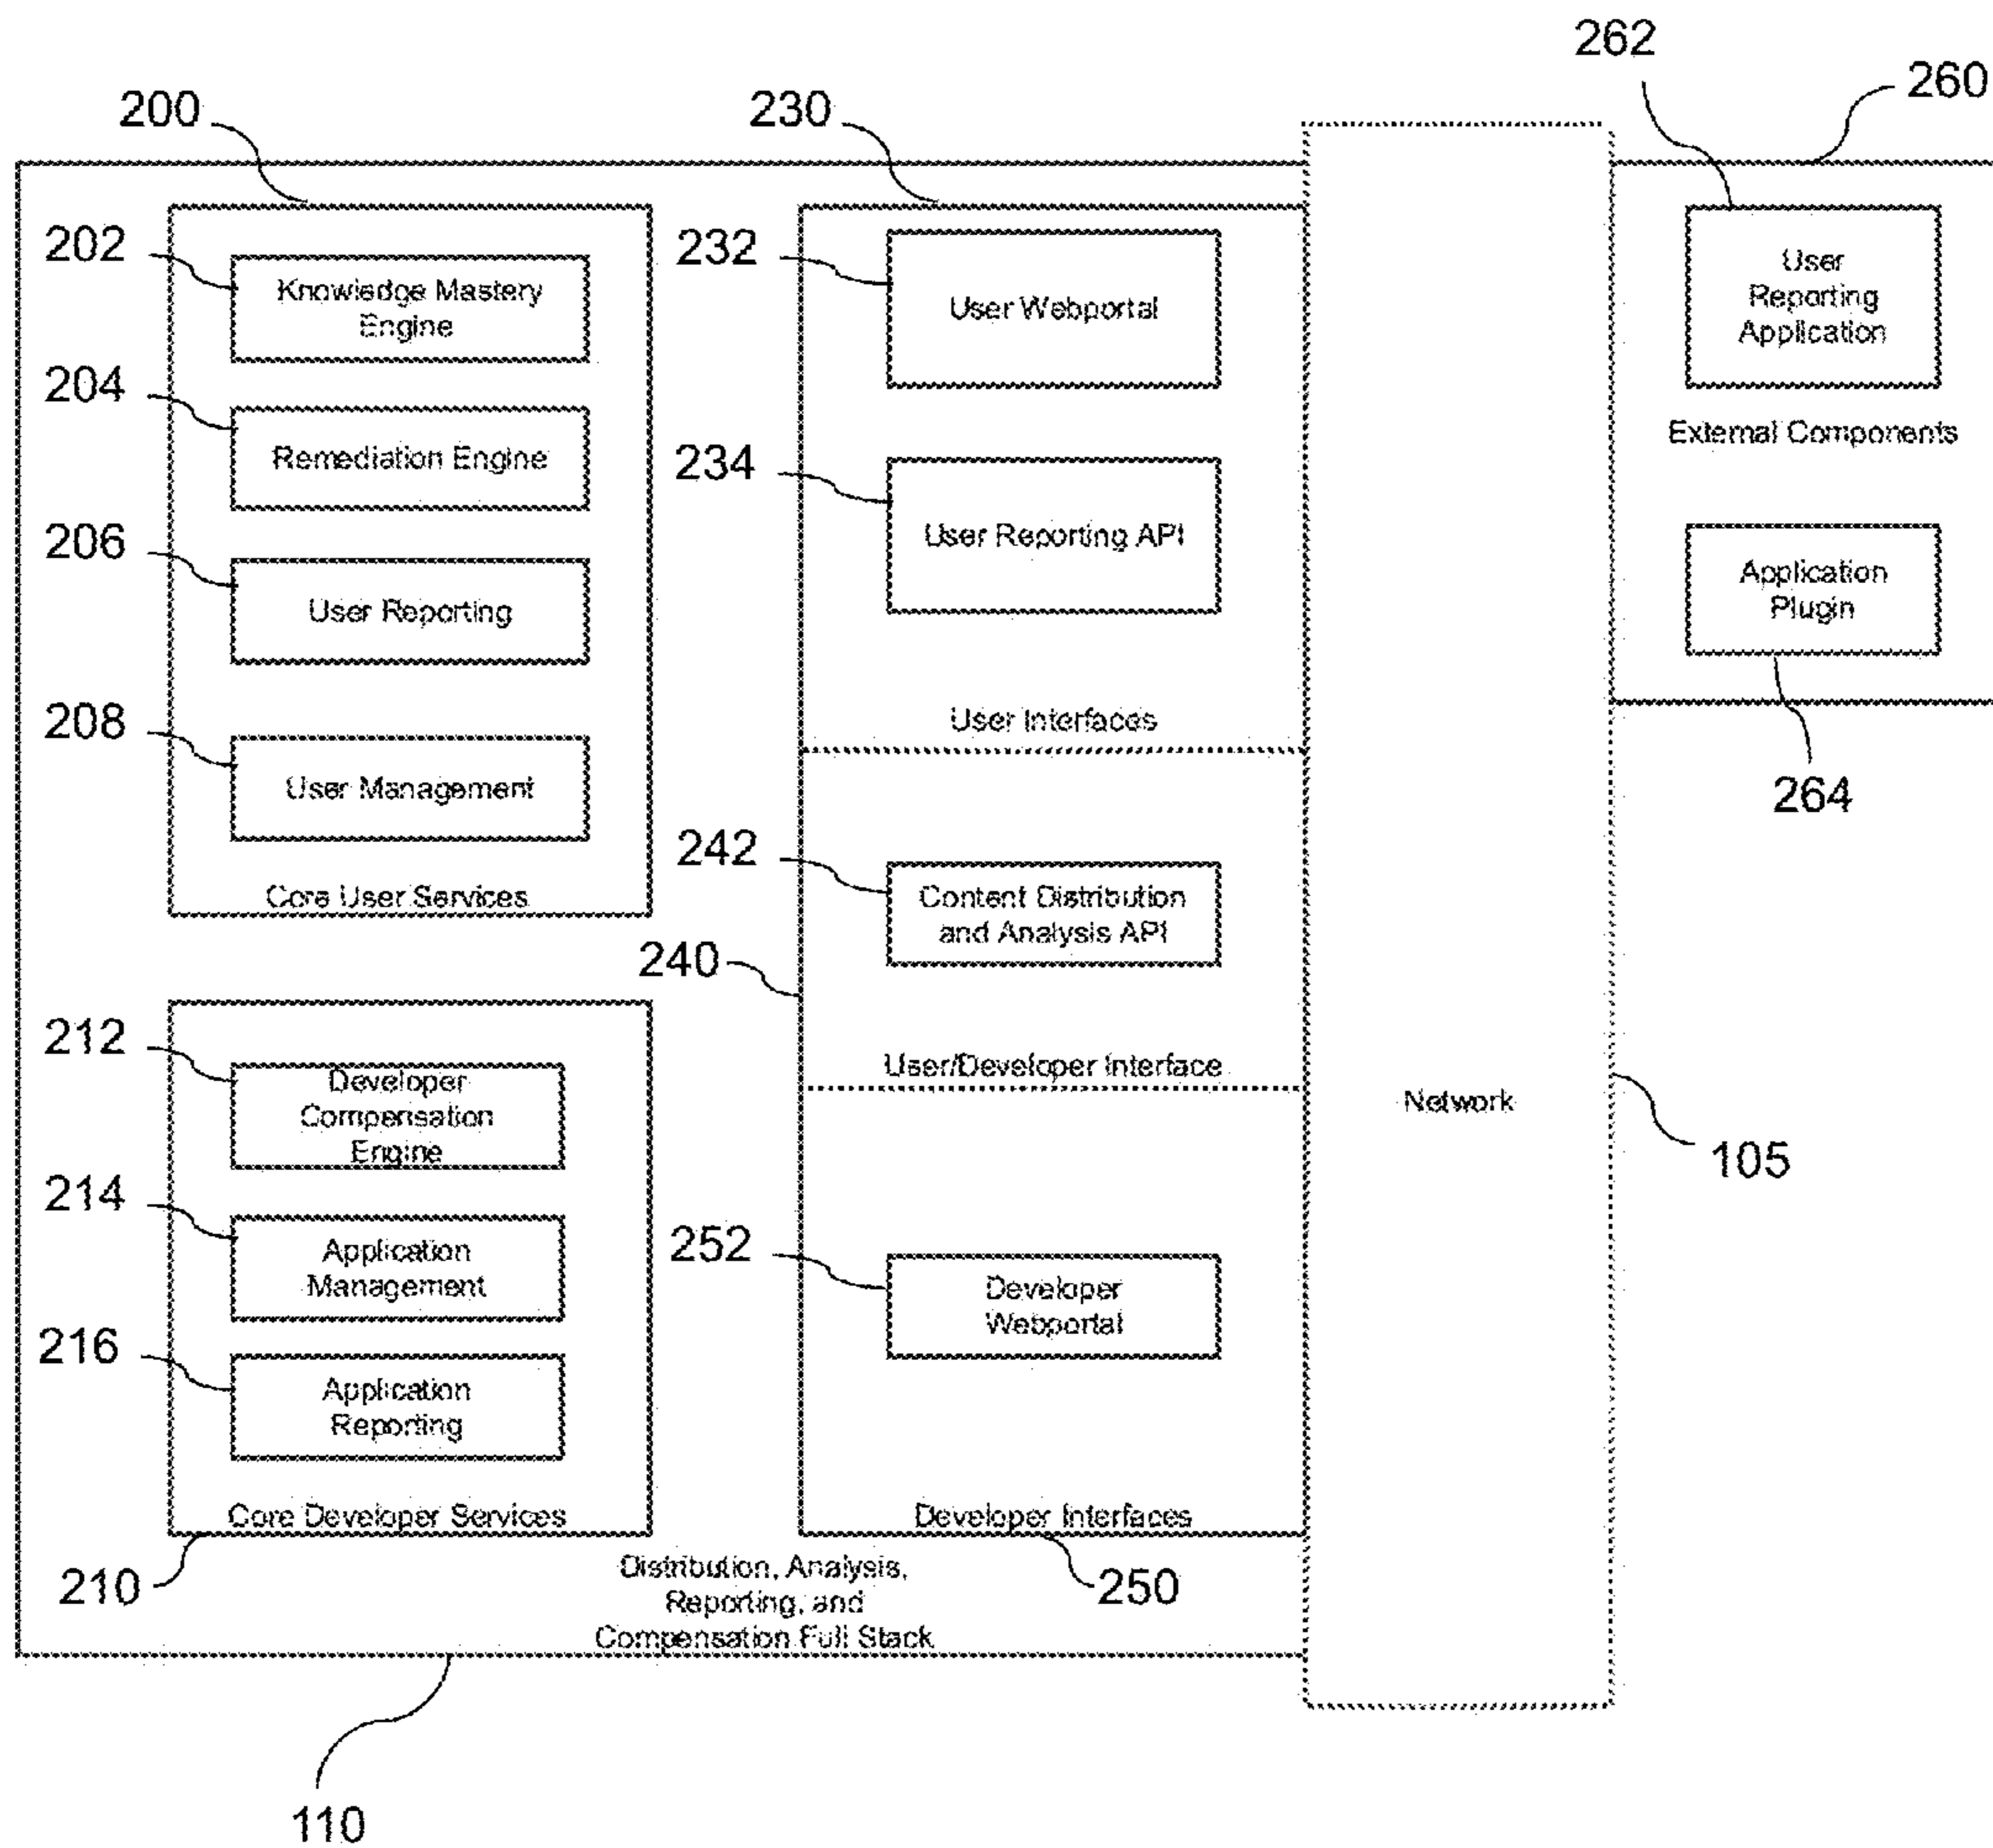 262
260
200
230
202
Knowledge Mastery
Engine
204
Remediation Engine
206
User Reporting
208
User Management
Core User Services
212
Developer
Compensation
Engine
214
Application
Management
216
Application
Reporting
Core Developer Services
210
232
User Webportal
234
User Reporting API
User Interfaces
242
Content Distribution
and Analysis API
240
User/Developer Interface
252
Developer
Webportal
Developer Interfaces
250
Distribution, Analysis,
Reporting, and
Compensation Full Stack
110
Network
105
User
Reporting
Application
External Components
Application
Plugin
264